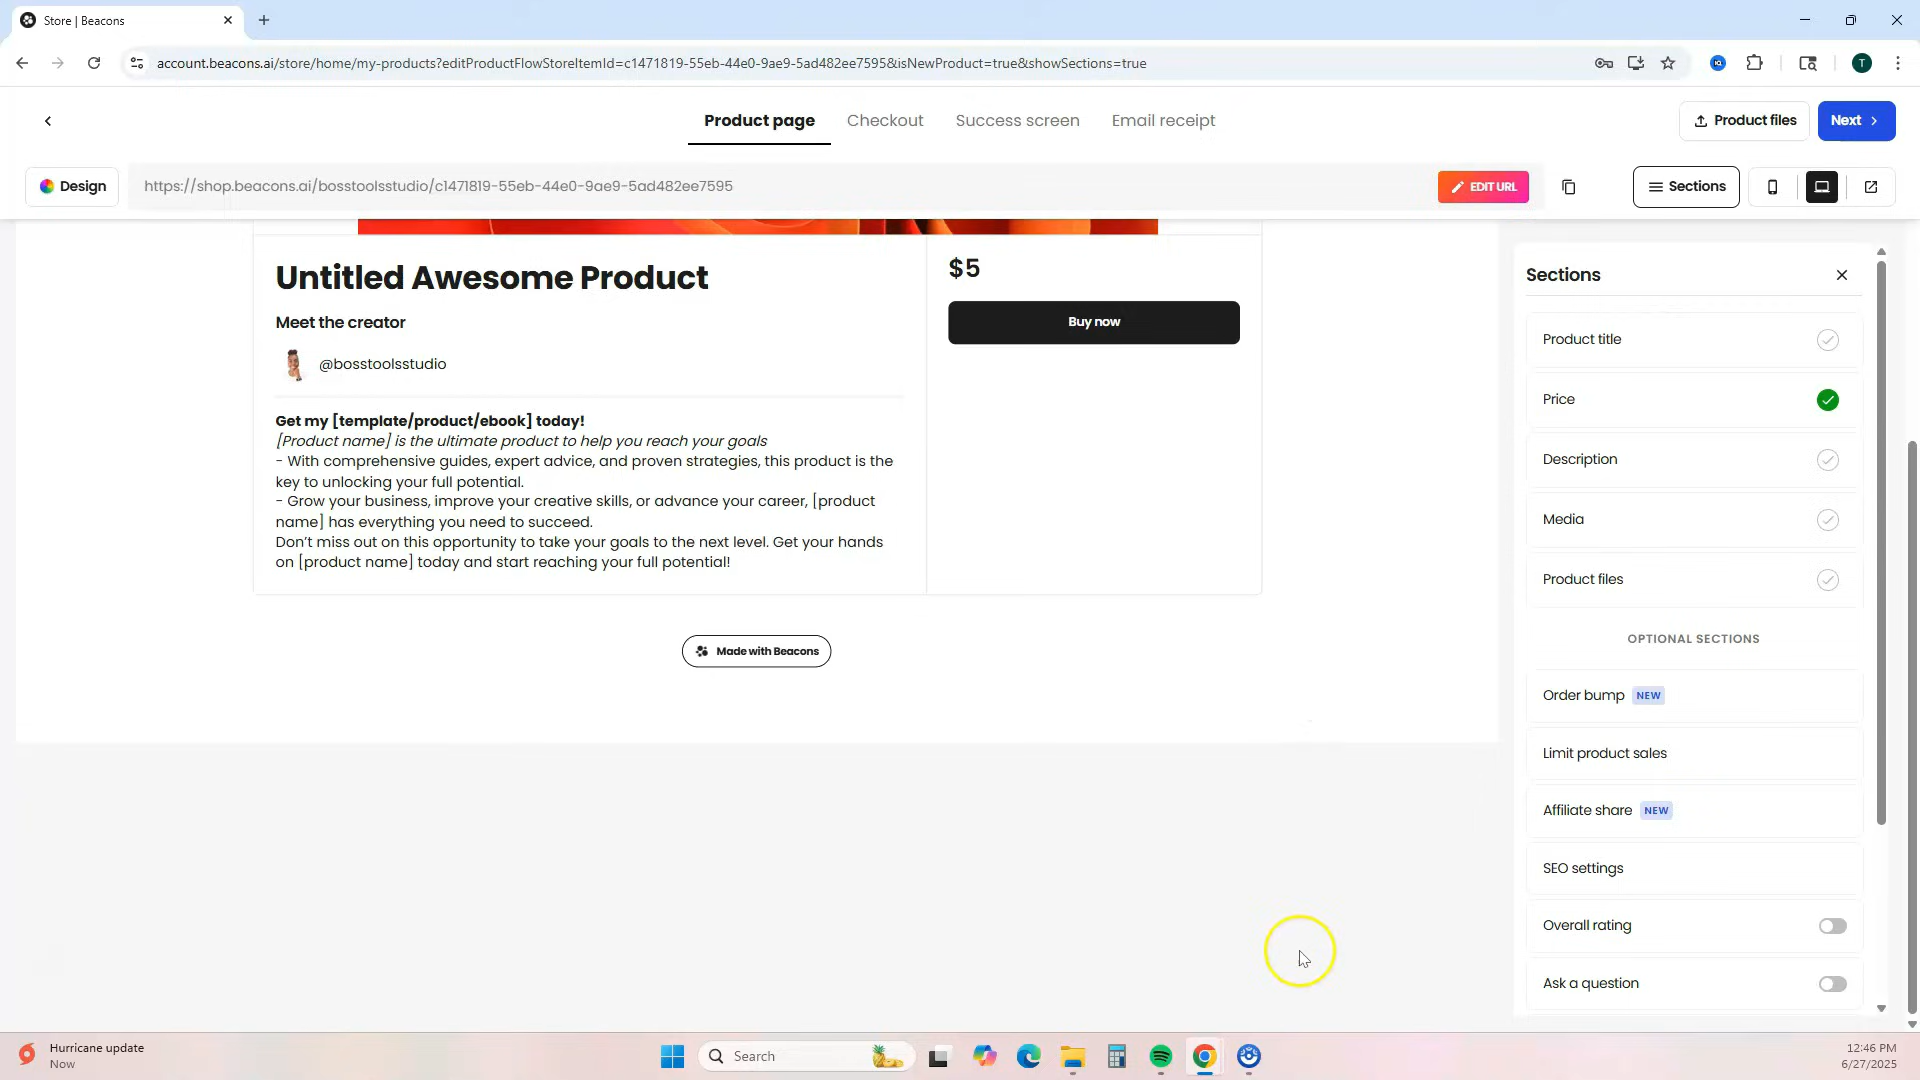 Store | Beacons
account.beacons.ai/store/home/my-products?editProductFlowStoreItemId=c1471819-55eb-44e0-9ae9-5ad482ee7595&isNewProduct=true&showSections=true
T
Product page
Checkout
Success screen
Email receipt
Product files
Next
Design
https://shop.beacons.ai/bosstoolsstudio/c1471819-55eb-44e0-9ae9-5ad482ee7595
EDIT URL
Sections
Untitled Awesome Product
Meet the creator
@bosstoolsstudio
Get my [template/product/ebook] today!
[Product name] is the ultimate product to help you reach your goals
- With comprehensive guides, expert advice, and proven strategies, this product is the
key to unlocking your full potential.
- Grow your business, improve your creative skills, or advance your career, [product
name] has everything you need to succeed.
Don't miss out on this opportunity to take your goals to the next level. Get your hands
on [product name] today and start reaching your full potential!
$5
Buy now
Made with Beacons
Sections
Product title
Price
Description
Media
Product files
OPTIONAL SECTIONS
Order bump NEW
Limit product sales
Affiliate share NEW
SEO settings
Overall rating
Ask a question
Hurricane update
Now
Search
12:46 PM
6/27/2025